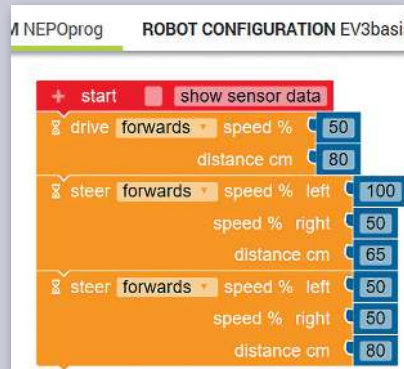 NEPOprog ROBOT CONFIGURATION EV3basi
+ start show sensor data
drive forwards speed % 50
distance cm 80
steer forwards speed % left 100
speed % right 50
distance cm 65
steer forwards speed % left 50
speed % right 50
distance cm 80